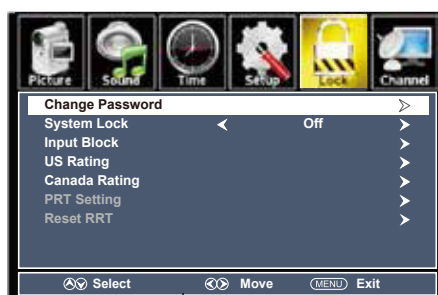 Picture Sound Time Setup Lock Channel
Change Password
System Lock Off
Input Block
US Rating
Canada Rating
PRT Setting
Reset RRT
Select Move MENU Exit